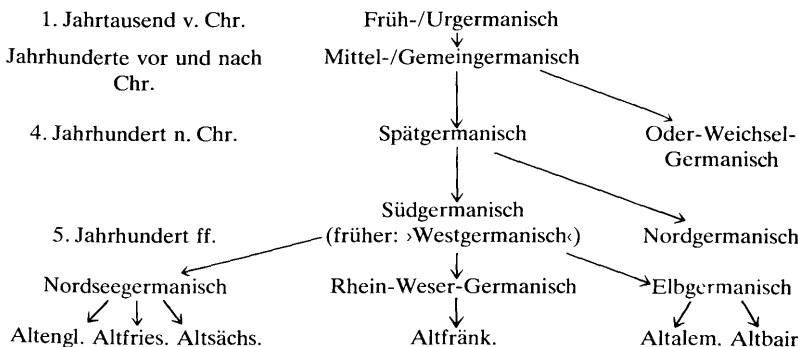 1. Jahrtausend v. Chr. Früh-/Urgermanisch
Jahrhunderte vor und nach Mittel-/Gemeingermanisch
Chr.
4. Jahrhundert n. Chr. Spätgermanisch Oder-Weichsel-
Germanisch
Südgermanisch
5. Jahrhundert ff. (früher: ›Westgermanisch‹) Nordgermanisch
Nordseegermanisch Rhein-Weser-Germanisch Elbgermanisch
Altengl. Altfries. Altsächs. Altfränk. Altalem. Altbair